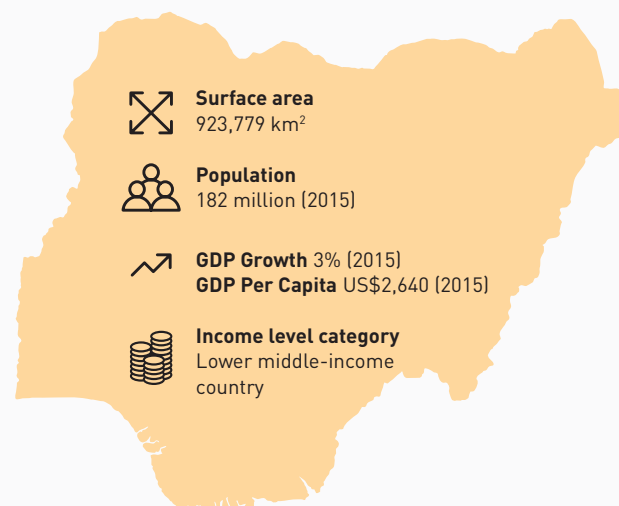 Surface area
923,779 km²
Population
182 million (2015)
GDP Growth 3% (2015)
GDP Per Capita US$2,640 (2015)
Income level category
Lower middle-income
country